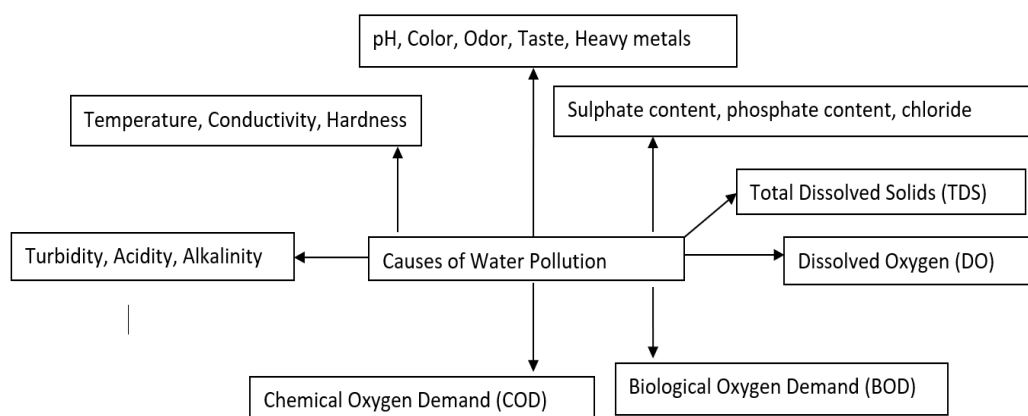 pH, Color, Odor, Taste, Heavy metals
Temperature, Conductivity, Hardness
Sulphate content, phosphate content, chloride
Total Dissolved Solids (TDS)
Turbidity, Acidity, Alkalinity
Causes of Water Pollution
Dissolved Oxygen (DO)
Chemical Oxygen Demand (COD)
Biological Oxygen Demand (BOD)